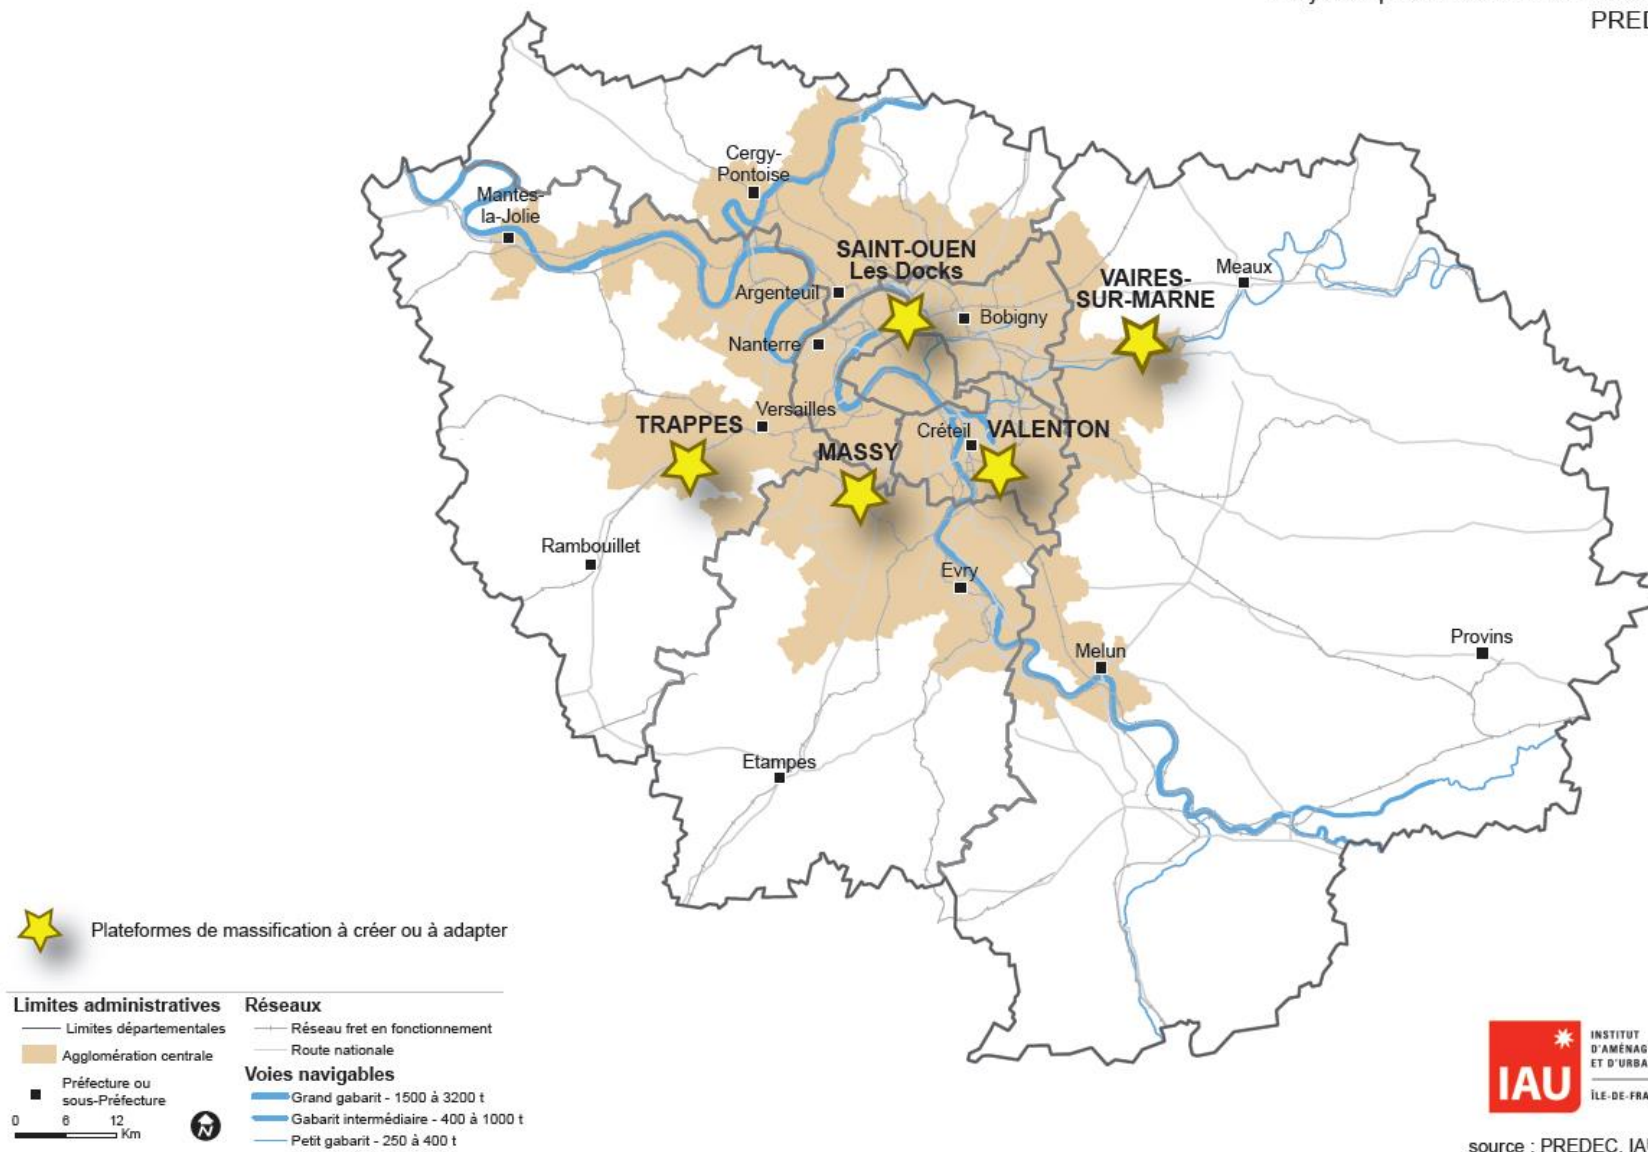 PRED
Cergy-
Pontoise
Mantes-
la-Jolie
SAINT-OUEN
Les Docks
Argenteuil
Bobigny
Nanterre
VAIRES-
SUR-MARNE
Meaux
TRAPPES
Versailles
MASSY
Créteil
VALENTON
Rambouillet
Evry
Melun
Provins
Etampes
Plateformes de massification à créer ou à adapter
Limites administratives
Limites départementales
Agglomération centrale
Préfecture ou
sous-Préfecture
0 6 12
Km
N
Réseaux
Réseau fret en fonctionnement
Route nationale
Voies navigables
Grand gabarit - 1500 à 3200 t
Gabarit intermédiaire - 400 à 1000 t
Petit gabarit - 250 à 400 t
IAU
INSTITUT
D'AMÉNAG
ET D'URBA
ÎLE-DE-FRA
source : PREDEC, IAU